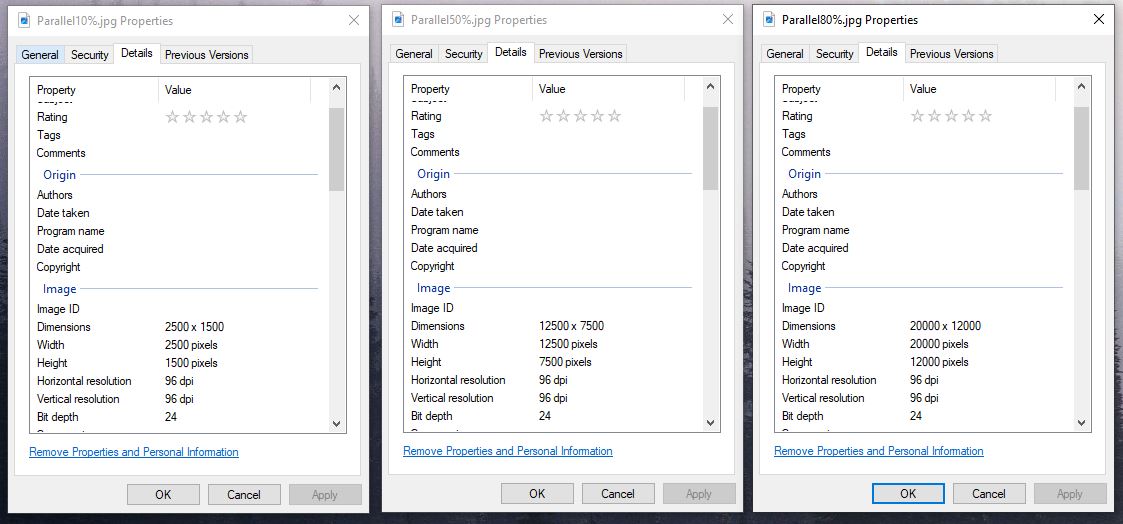 Parallel10%.jpg Properties
General Security Details Previous Versions
Property Value
Subject
Rating
Tags
Comments
Origin
Authors
Date taken
Program name
Date acquired
Copyright
Image
Image ID
Dimensions 2500 x 1500
Width 2500 pixels
Height 1500 pixels
Horizontal resolution 96 dpi
Vertical resolution 96 dpi
Bit depth 24
Remove Properties and Personal Information
OK Cancel Apply
Parallel50%.jpg Properties
General Security Details Previous Versions
Property Value
Subject
Rating
Tags
Comments
Origin
Authors
Date taken
Program name
Date acquired
Copyright
Image
Image ID
Dimensions 12500 x 7500
Width 12500 pixels
Height 7500 pixels
Horizontal resolution 96 dpi
Vertical resolution 96 dpi
Bit depth 24
Remove Properties and Personal Information
OK Cancel Apply
Parallel80%.jpg Properties
General Security Details Previous Versions
Property Value
Subject
Rating
Tags
Comments
Origin
Authors
Date taken
Program name
Date acquired
Copyright
Image
Image ID
Dimensions 20000 x 12000
Width 20000 pixels
Height 12000 pixels
Horizontal resolution 96 dpi
Vertical resolution 96 dpi
Bit depth 24
Remove Properties and Personal Information
OK Cancel Apply